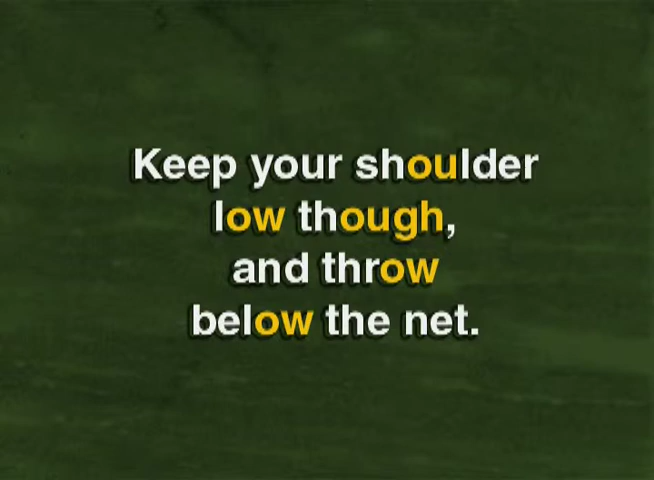 Keep your shoulder
low though,
and throw
below the net.